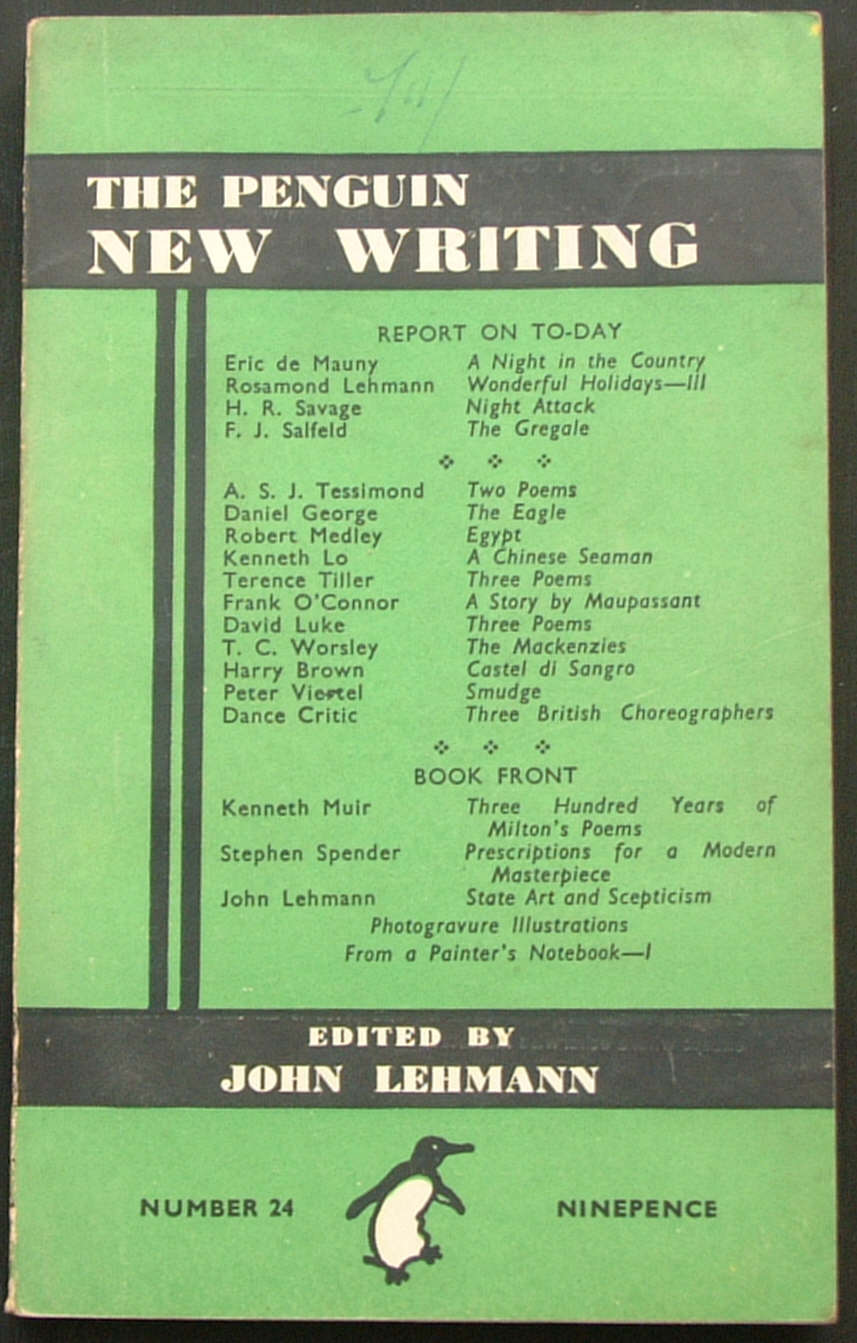 THE PENGUIN
NEW WRITING
REPORT ON TO-DAY
Eric de Mauny A Night in the Country
Rosamond Lehmann Wonderful Holidays—III
H. R. Savage Night Attack
F. J. Salfeld The Gregale
A. S. J. Tessimond Two Poems
Daniel George The Eagle
Robert Medley Egypt
Kenneth Lo A Chinese Seaman
Terence Tiller Three Poems
Frank O'Connor A Story by Maupassant
David Luke Three Poems
T. C. Worsley The Mackenzies
Harry Brown Castel di Sangro
Peter Viertel Smudge
Dance Critic Three British Choreographers
BOOK FRONT
Kenneth Muir Three Hundred Years of
Milton's Poems
Stephen Spender Prescriptions for a Modern
Masterpiece
John Lehmann State Art and Scepticism
Photogravure Illustrations
From a Painter's Notebook—I
EDITED BY
JOHN LEHMANN
NUMBER 24 NINEPENCE